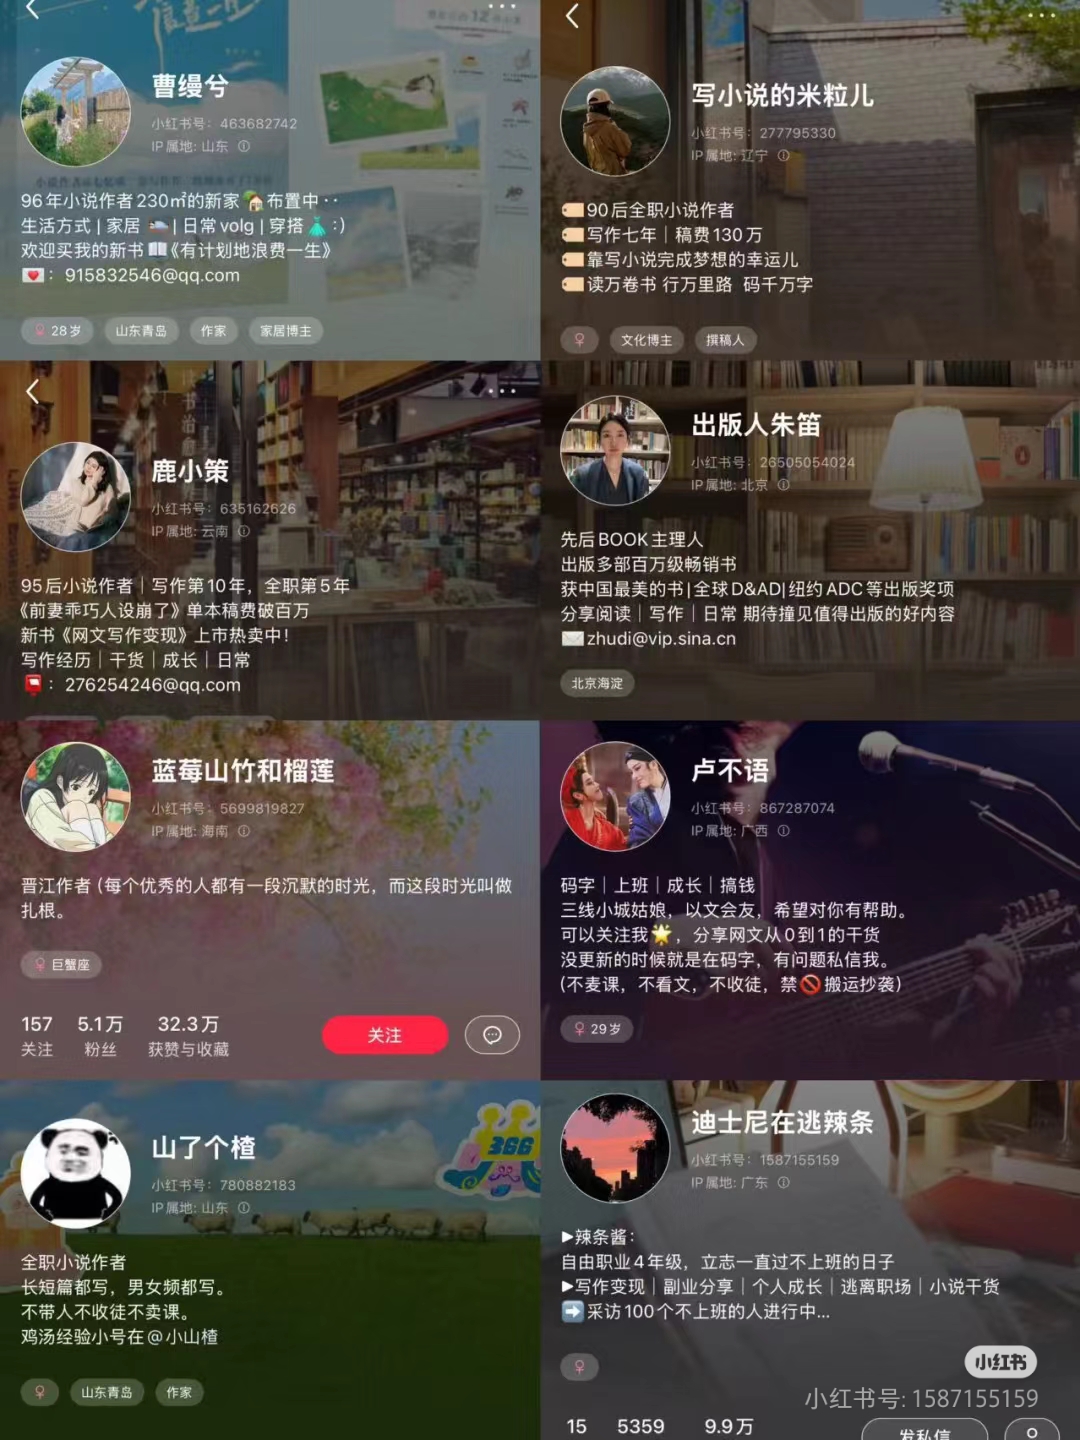 曹缦兮
小红书号：463682742
IP属地: 山东
96年小说作者230㎡的新家🏡布置中··
生活方式 | 家居🛌 | 日常volg | 穿搭👗:)
欢迎买我的新书📖《有计划地浪费一生》
💌：915832546@qq.com
28岁
山东青岛
作家
家居博主
写小说的米粒儿
小红书号：277795330
IP属地: 辽宁
🏷️90后全职小说作者
🏷️写作七年｜稿费130万
🏷️靠写小说完成梦想的幸运儿
🏷️读万卷书 行万里路 码千万字
文化博主
撰稿人
鹿小策
小红书号：635162626
IP属地: 云南
95后小说作者｜写作第10年，全职第5年
《前妻乖巧人设崩了》单本稿费破百万
新书《网文写作变现》上市热卖中！
写作经历｜干货｜成长｜日常
📮：276254246@qq.com
出版人朱笛
小红书号：26505054024
IP属地: 北京
先后BOOK主理人
出版多部百万级畅销书
获中国最美的书|全球D&AD|纽约ADC等出版奖项
分享阅读｜写作｜日常 期待撞见值得出版的好内容
✉️zhudi@vip.sina.cn
北京海淀
蓝莓山竹和榴莲
小红书号：5699819827
IP属地: 海南
晋江作者 (每个优秀的人都有一段沉默的时光，而这段时光叫做
扎根。
巨蟹座
157 5.1万 32.3万
关注 粉丝 获赞与收藏
关注
卢不语
小红书号：867287074
IP属地: 广西
码字｜上班｜成长｜搞钱
三线小城姑娘，以文会友，希望对你有帮助。
可以关注我🌟，分享网文从0到1的干货
没更新的时候就是在码字，有问题私信我。
(不麦课，不看文，不收徒，禁🚫搬运抄袭)
29岁
山了个楂
小红书号：780882183
IP属地: 山东
366
全职小说作者
长短篇都写，男女频都写。
不带人不收徒不卖课。
鸡汤经验小号在@小山楂
山东青岛
作家
迪士尼在逃辣条
小红书号：1587155159
IP属地: 广东
▶辣条酱：
自由职业4年级，立志一直过不上班的日子
▶写作变现｜副业分享｜个人成长｜逃离职场｜小说干货
➡️采访100个不上班的人进行中...
小红书
小红书号: 1587155159
15 5359 9.9万
发私信